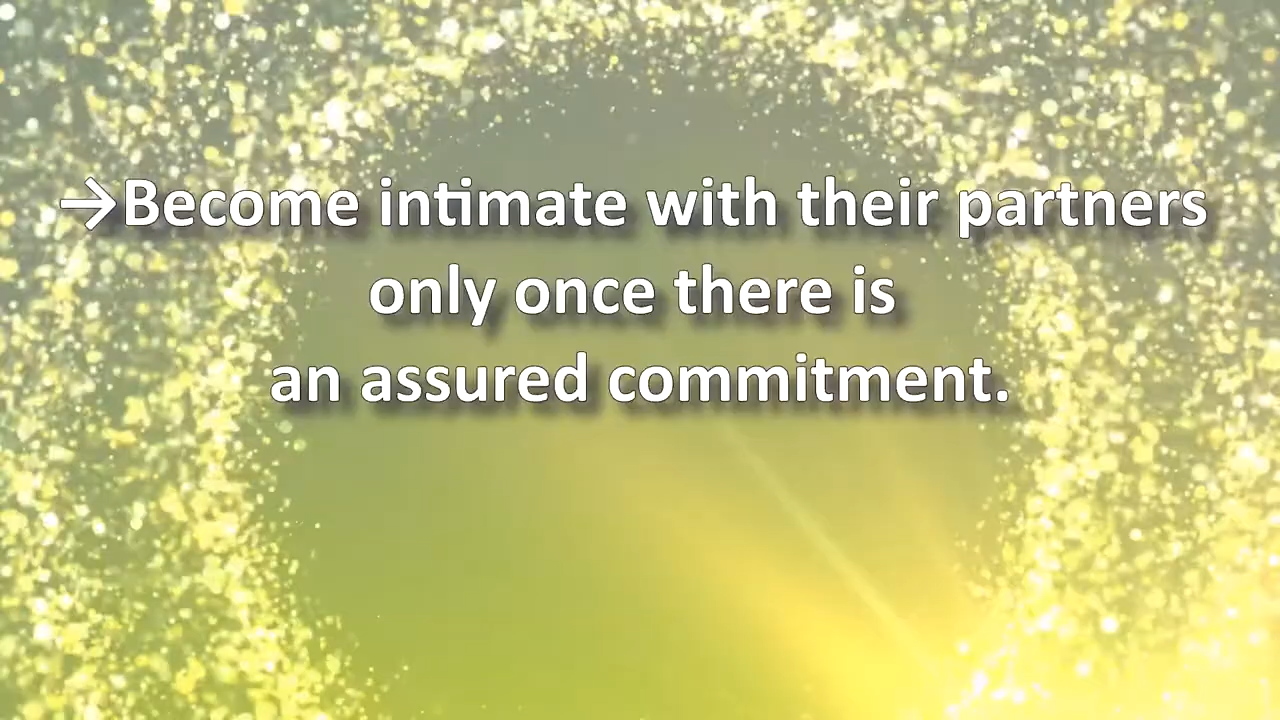 →Become intimate with their partners
only once there is
an assured commitment.